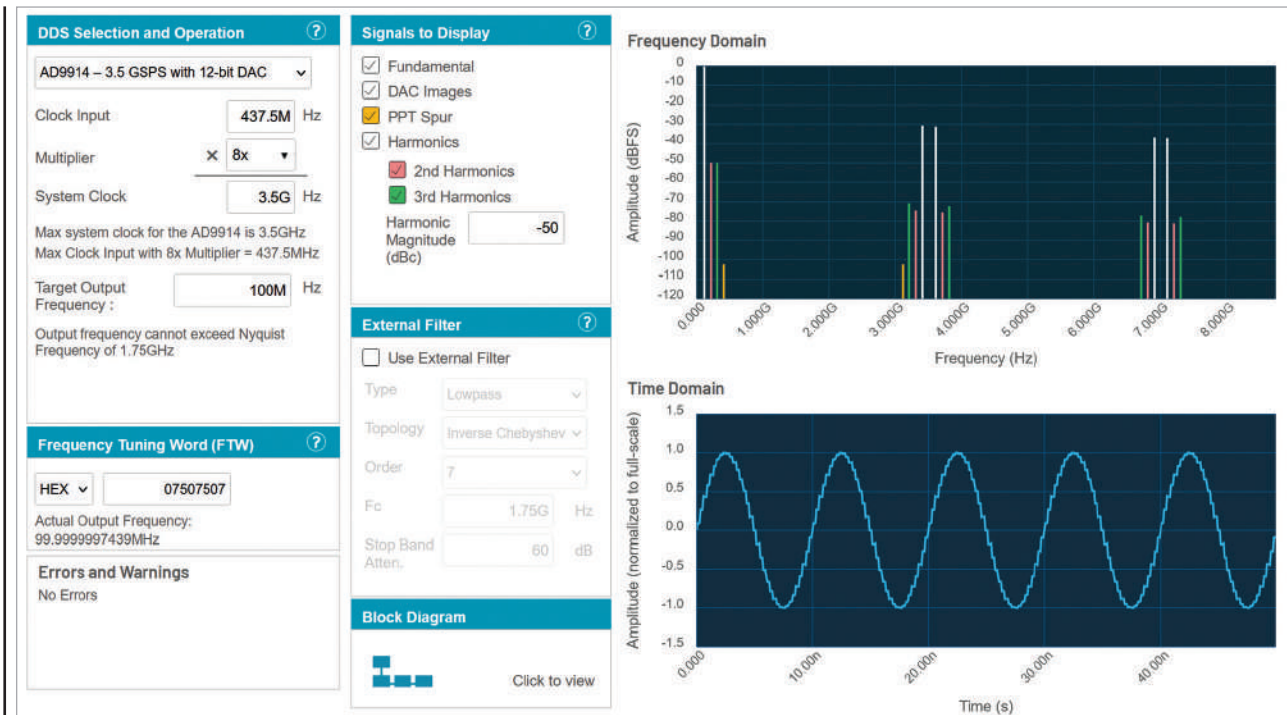 DDS Selection and Operation ?
AD9914 – 3.5 GSPS with 12-bit DAC
Clock Input 437.5M Hz
Multiplier × 8x
System Clock 3.5G Hz
Max system clock for the AD9914 is 3.5GHz
Max Clock Input with 8x Multiplier = 437.5MHz
Target Output
Frequency : 100M Hz
Output frequency cannot exceed Nyquist
Frequency of 1.75GHz
Frequency Tuning Word (FTW) ?
HEX 07507507
Actual Output Frequency:
99.9999997439MHz
Errors and Warnings
No Errors
Signals to Display ?
Fundamental
DAC Images
PPT Spur
Harmonics
2nd Harmonics
3rd Harmonics
Harmonic
Magnitude -50
(dBc)
External Filter ?
Use External Filter
Type Lowpass
Topology Inverse Chebyshev
Order 7
Fc 1.75G Hz
Stop Band
Atten. 60 dB
Block Diagram
Click to view
Frequency Domain
Amplitude (dBFS)
0
-10
-20
-30
-40
-50
-60
-70
-80
-90
-100
-110
-120
0.000 1.000G 2.000G 3.000G 4.000G 5.000G 6.000G 7.000G 8.000G
Frequency (Hz)
Time Domain
Amplitude (normalized to full-scale)
1.5
1.0
0.5
0.0
-0.5
-1.0
-1.5
0.000 10.00n 20.00n 30.00n 40.00n
Time (s)